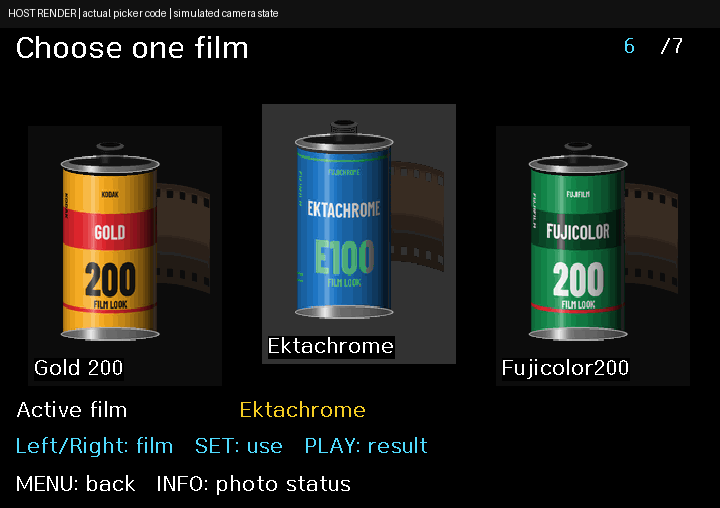 HOST RENDER | actual picker code | simulated camera state
Choose one film
6 /7
KODAK
KODAK
GOLD
200
FILM LOOK
Gold 200
FUJICHROME
EKTACHROME
E100
FILM LOOK
Ektachrome
FUJIFILM
FUJIFILM
FUJICOLOR
200
FILM LOOK
Fujicolor200
Active film Ektachrome
Left/Right: film SET: use PLAY: result
MENU: back INFO: photo status